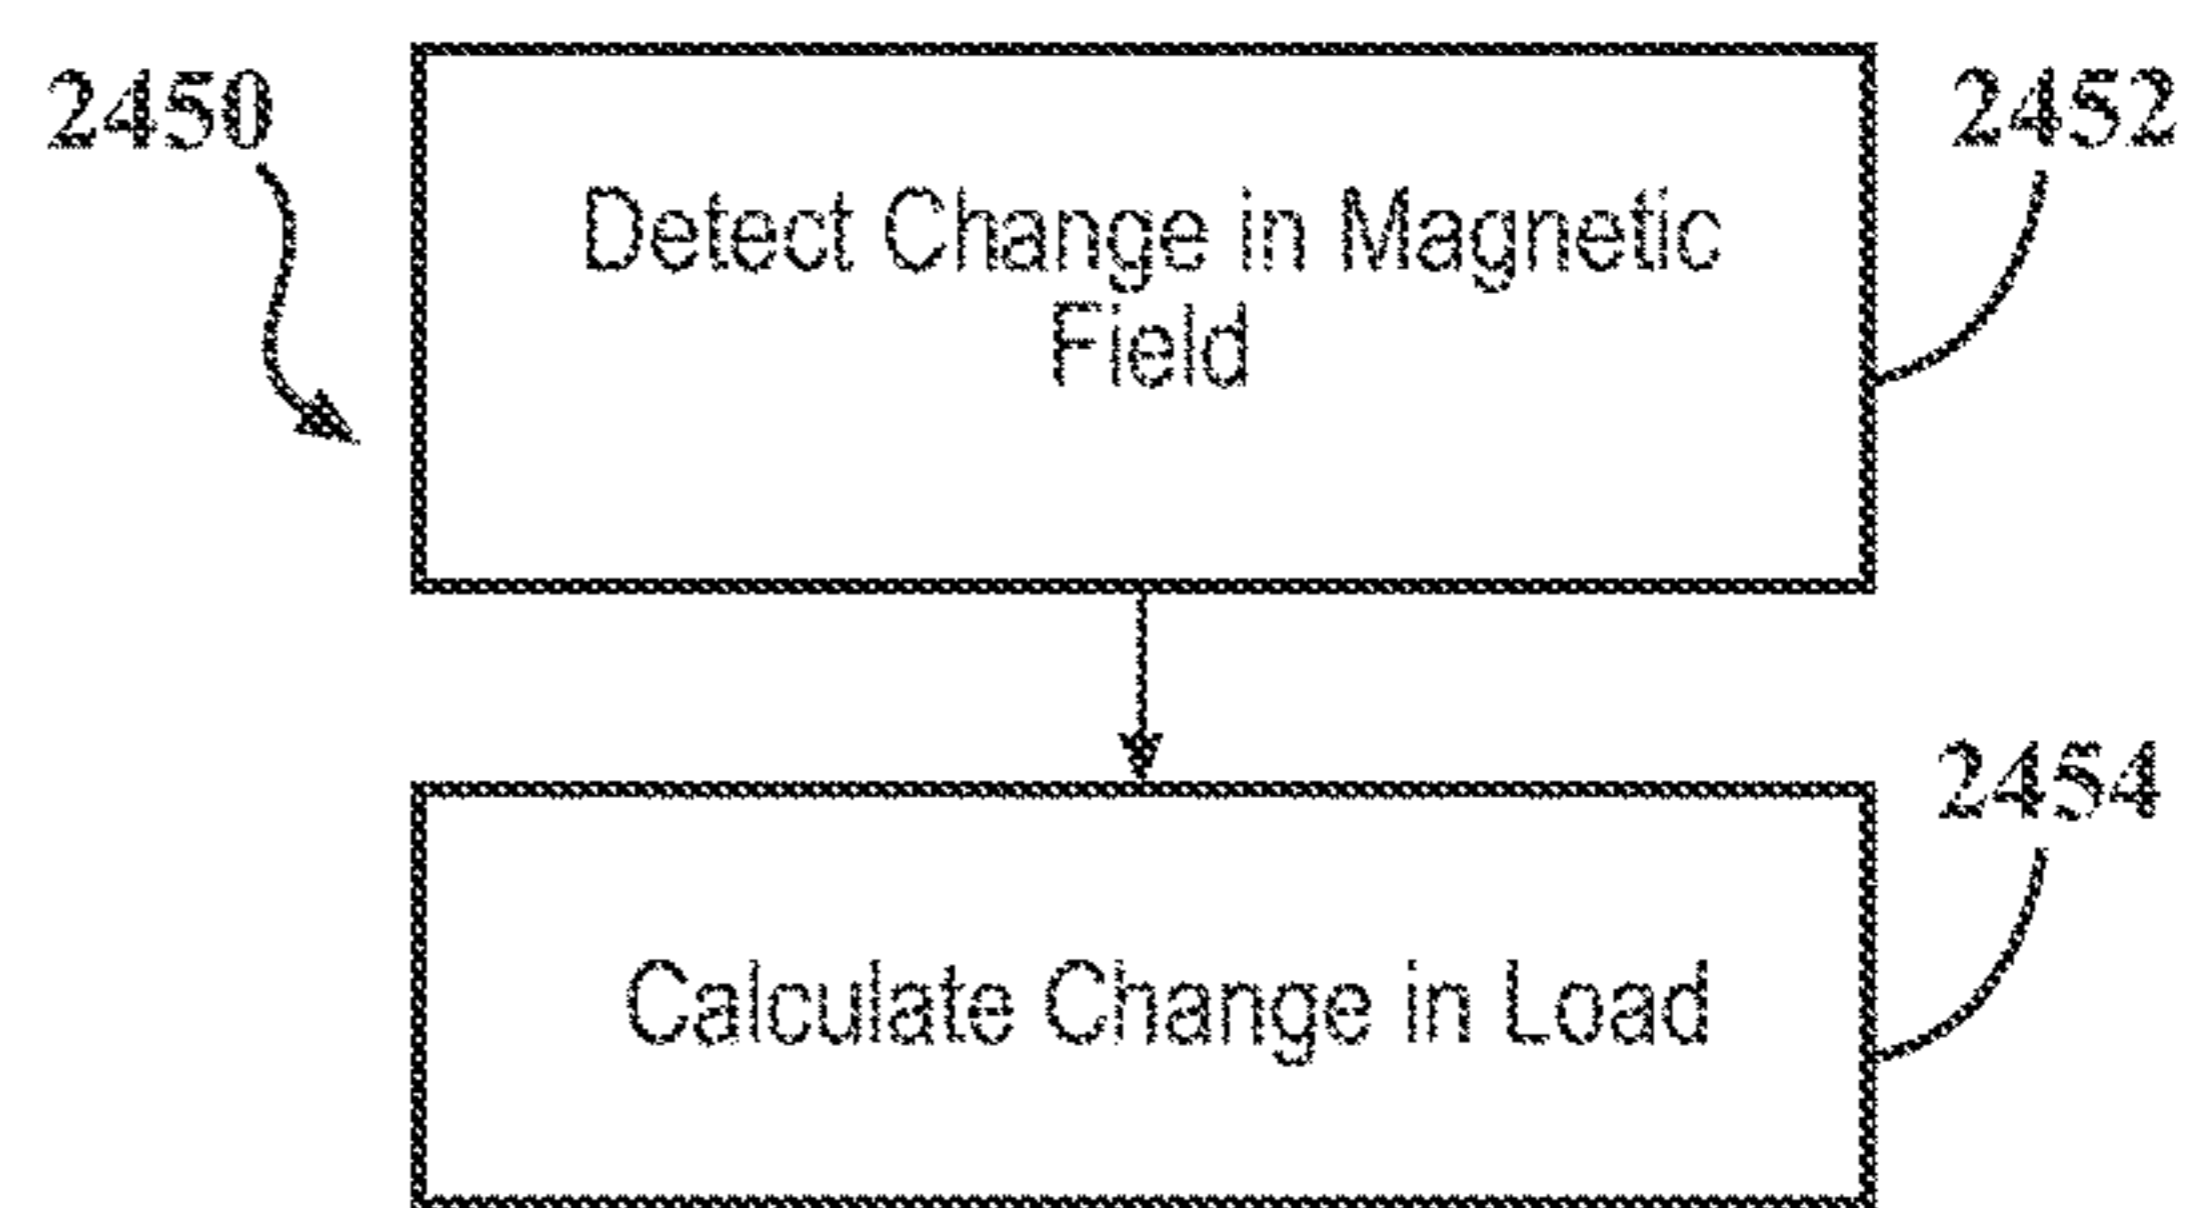 2450
2452
Detect Change in Magnetic
Field
2454
Calculate Change in Load